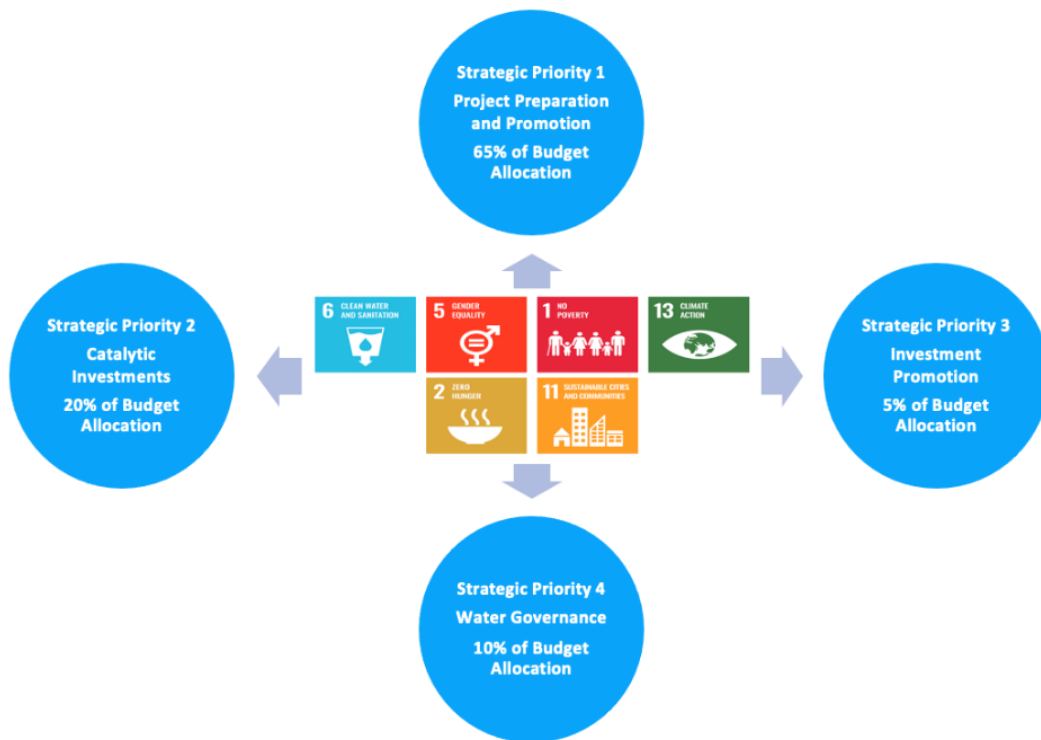 Strategic Priority 1
Project Preparation
and Promotion
65% of Budget
Allocation
Strategic Priority 2
Catalytic
Investments
20% of Budget
Allocation
6 CLEAN WATER
AND SANITATION
5 GENDER
EQUALITY
1 NO
POVERTY
13 CLIMATE
ACTION
2 ZERO
HUNGER
11 SUSTAINABLE CITIES
AND COMMUNITIES
Strategic Priority 3
Investment
Promotion
5% of Budget
Allocation
Strategic Priority 4
Water Governance
10% of Budget
Allocation